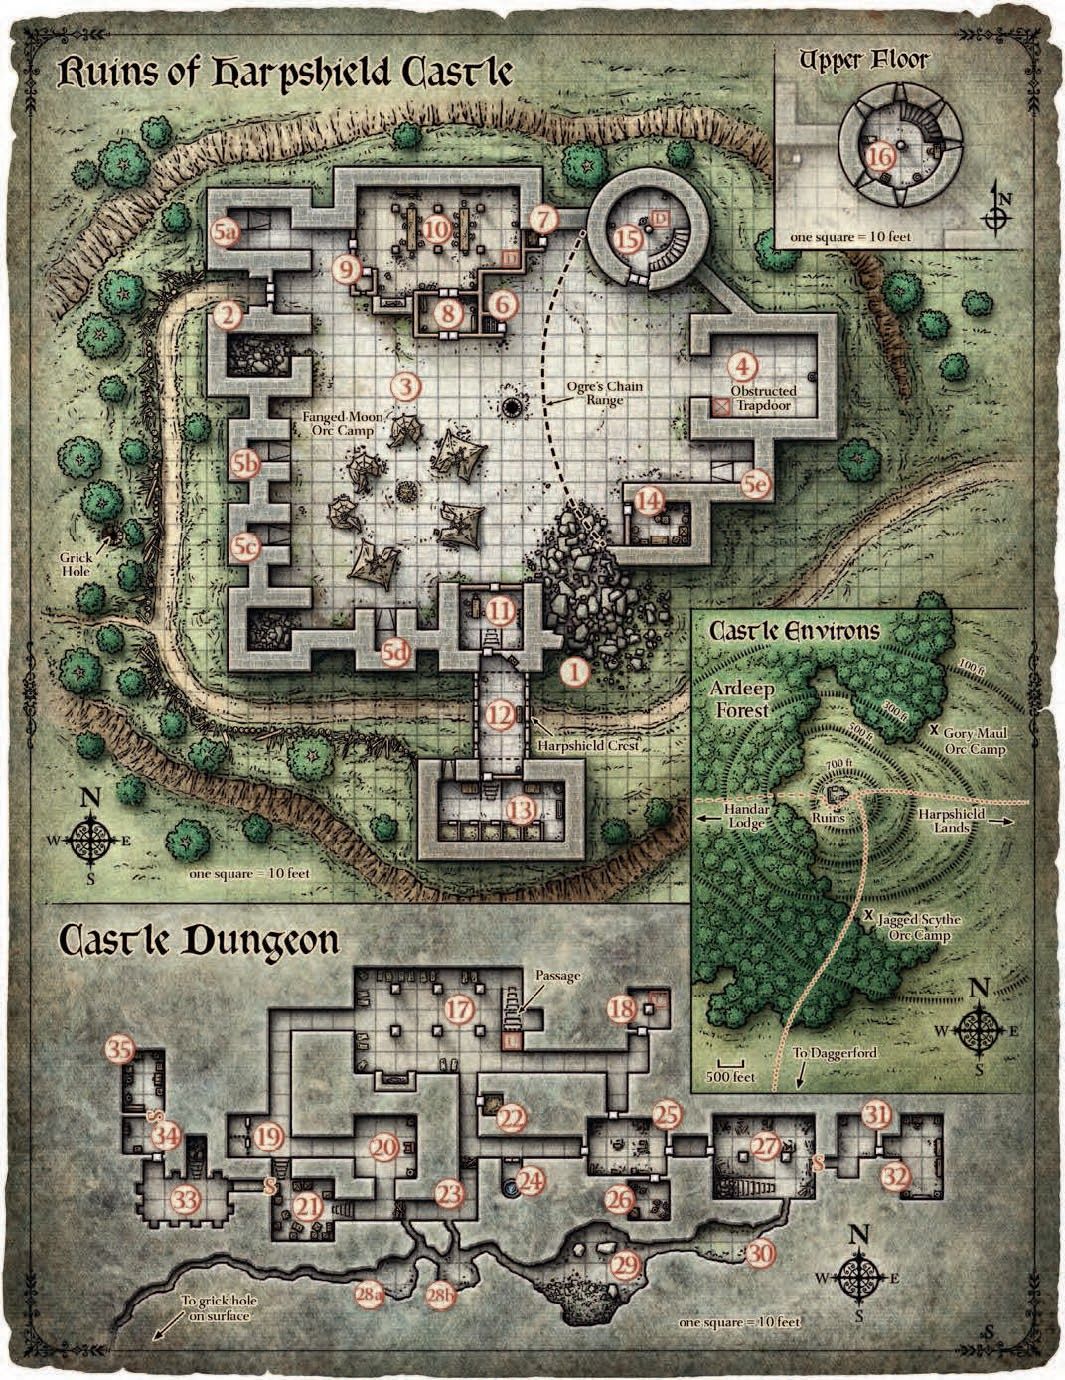 Ruins of Harpshield Castle
Upper Floor
16
N
one square = 10 feet
5a
10
7
15
D
9
D
2
8
6
3
4
Obstructed
Trapdoor
Ogre's Chain
Range
Fanged Moon
Orc Camp
5b
5e
14
5c
Grick
Hole
11
5d
1
12
Harpshield Crest
13
N
W
E
S
one square = 10 feet
Castle Environs
Ardeep
Forest
100 ft
300 ft
500 ft
700 ft
X Gory Maul
Orc Camp
Handar
Lodge
Ruins
Harpshield
Lands
X Jagged Scythe
Orc Camp
N
W
E
S
500 feet
To Daggerford
Castle Dungeon
Passage
17
18
U
U
35
S
22
25
31
34
19
20
27
S
32
33
S
21
23
24
26
28a
28b
29
30
To grick hole
on surface
N
W
E
S
one square = 10 feet
S